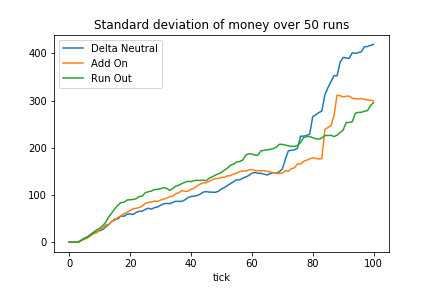 Standard deviation of money over 50 runs
Delta Neutral
Add On
Run Out
400
300
200
100
0
0 20 40 60 80 100
tick